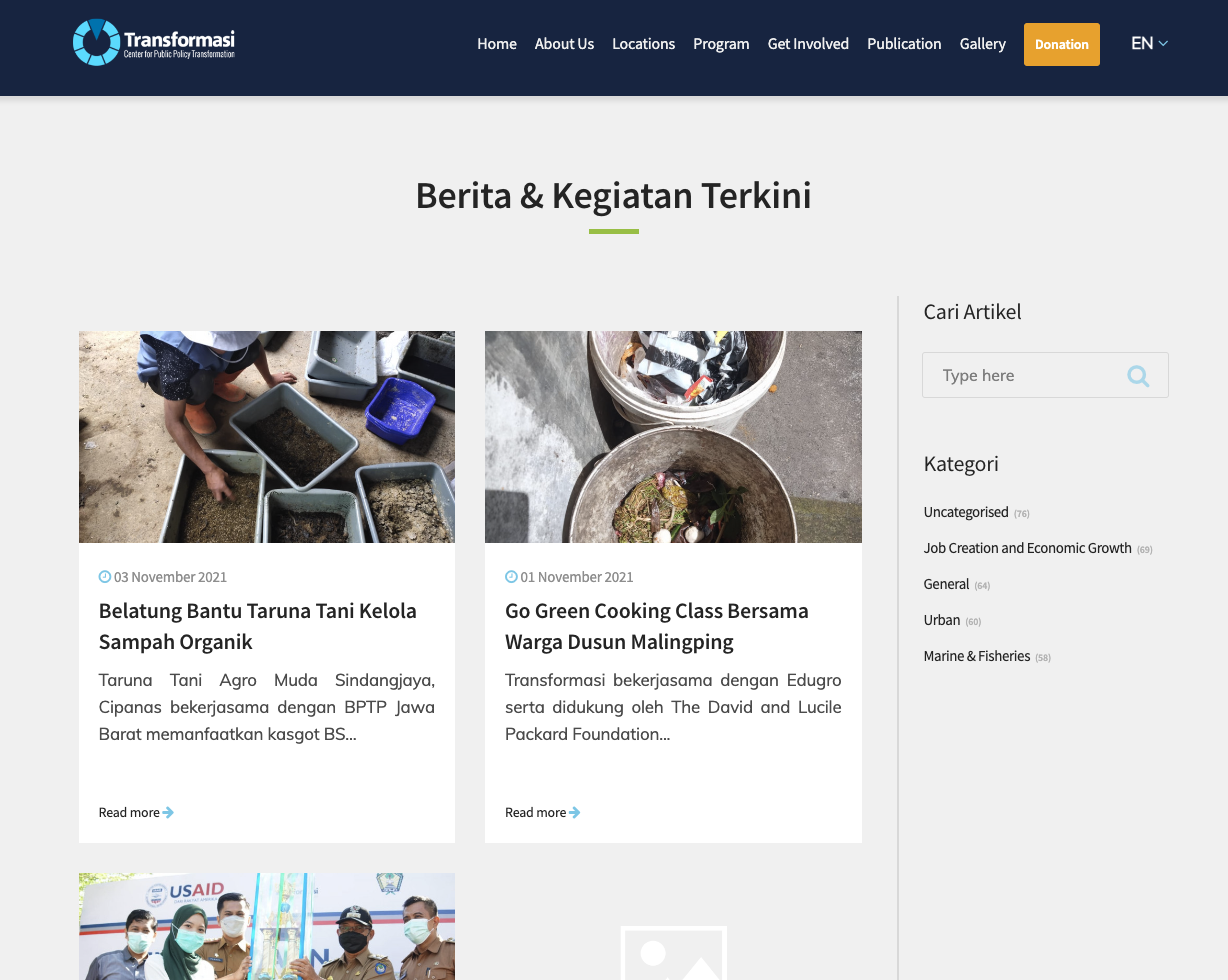 Transformasi
Center for Public Policy Transformation
Home About Us Locations Program Get Involved Publication Gallery Donation EN
Berita & Kegiatan Terkini
03 November 2021
Belatung Bantu Taruna Tani Kelola
Sampah Organik
Taruna Tani Agro Muda Sindangjaya,
Cipanas bekerjasama dengan BPTP Jawa
Barat memanfaatkan kasgot BS...
Read more
01 November 2021
Go Green Cooking Class Bersama
Warga Dusun Malingping
Transformasi bekerjasama dengan Edugro
serta didukung oleh The David and Lucile
Packard Foundation...
Read more
USAID
Cari Artikel
Type here
Kategori
Uncategorised (76)
Job Creation and Economic Growth (69)
General (64)
Urban (60)
Marine & Fisheries (58)